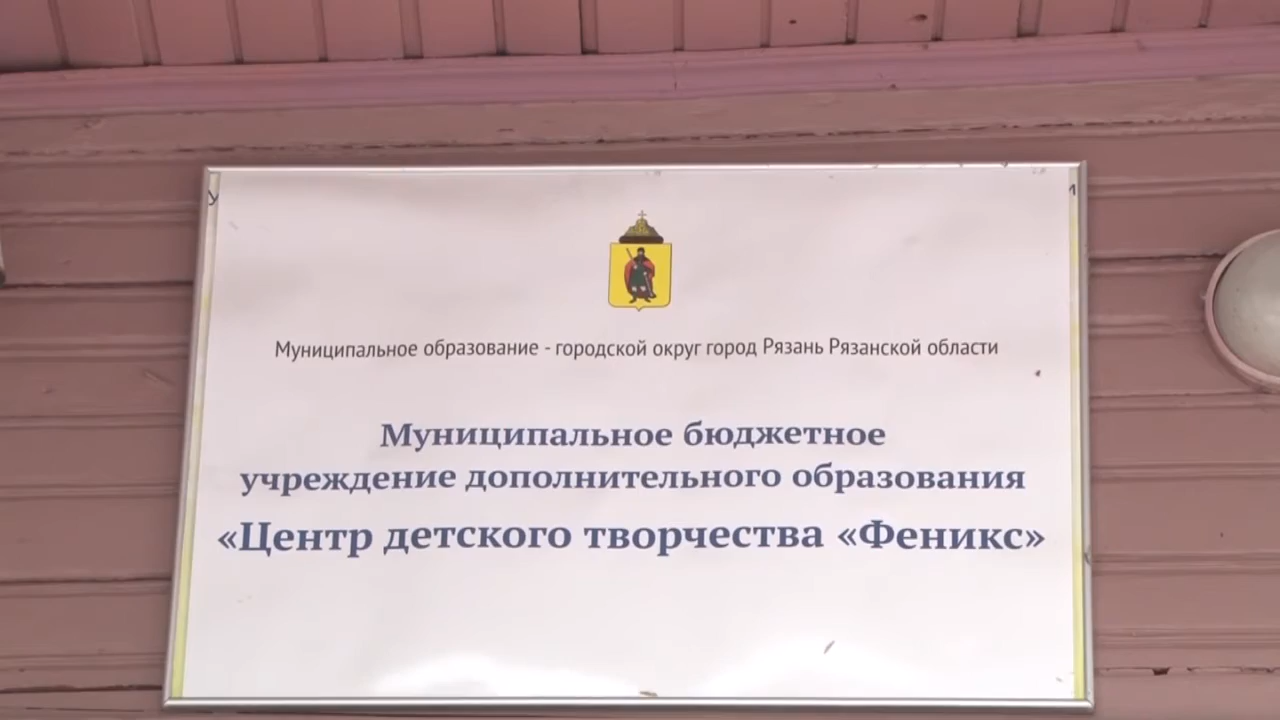 Муниципальное образование - городской округ город Рязань Рязанской области
Муниципальное бюджетное
учреждение дополнительного образования
«Центр детского творчества «Феникс»